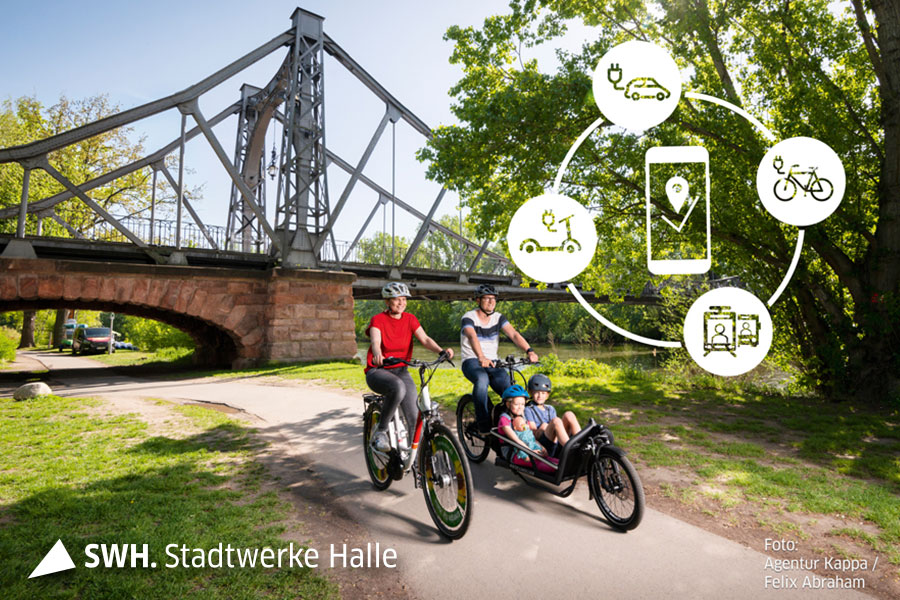 SWH. Stadtwerke Halle
Foto:
Agentur Kappa /
Felix Abraham